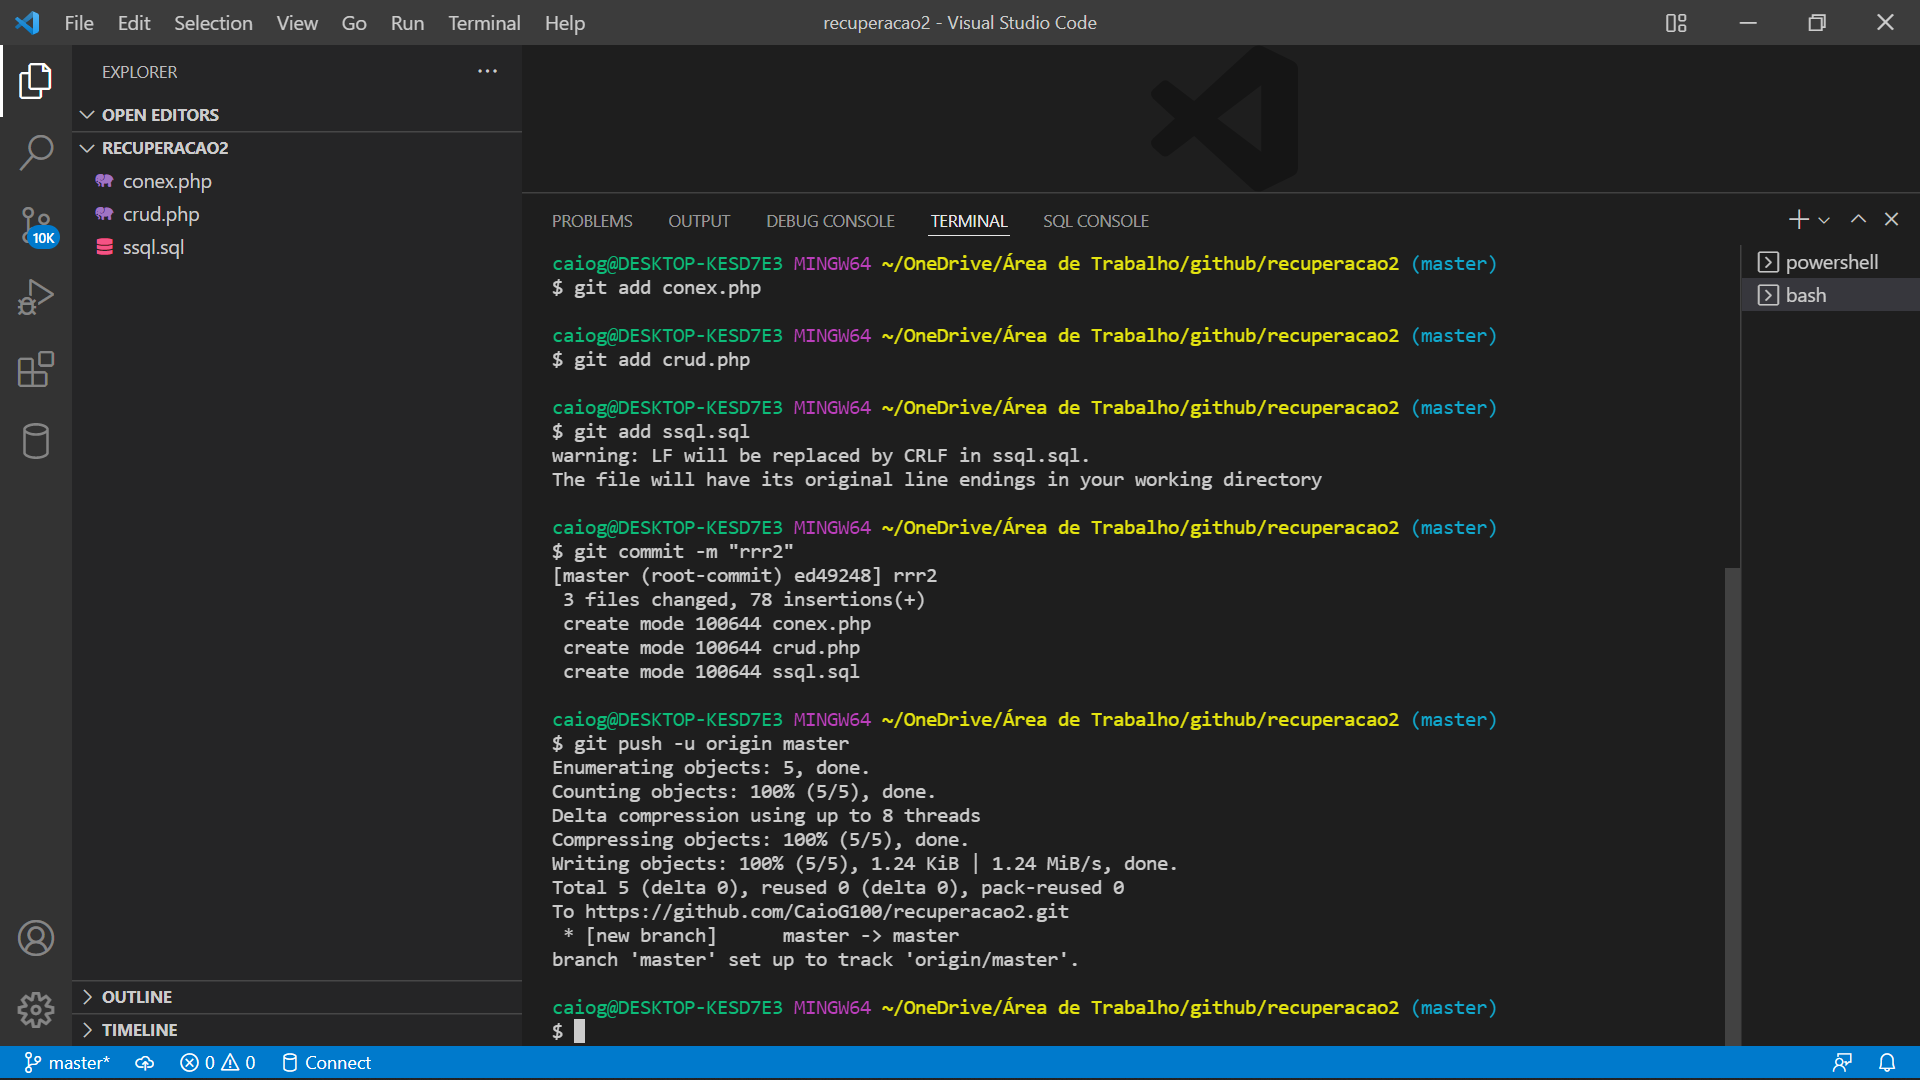 File Edit Selection View Go Run Terminal Help
recuperacao2 - Visual Studio Code
EXPLORER
OPEN EDITORS
RECUPERACAO2
conex.php
crud.php
ssql.sql
10K
OUTLINE
TIMELINE
PROBLEMS OUTPUT DEBUG CONSOLE TERMINAL SQL CONSOLE
powershell
bash
caiog@DESKTOP-KESD7E3 MINGW64 ~/OneDrive/Área de Trabalho/github/recuperacao2 (master)
$ git add conex.php
caiog@DESKTOP-KESD7E3 MINGW64 ~/OneDrive/Área de Trabalho/github/recuperacao2 (master)
$ git add crud.php
caiog@DESKTOP-KESD7E3 MINGW64 ~/OneDrive/Área de Trabalho/github/recuperacao2 (master)
$ git add ssql.sql
warning: LF will be replaced by CRLF in ssql.sql.
The file will have its original line endings in your working directory
caiog@DESKTOP-KESD7E3 MINGW64 ~/OneDrive/Área de Trabalho/github/recuperacao2 (master)
$ git commit -m "rrr2"
[master (root-commit) ed49248] rrr2
 3 files changed, 78 insertions(+)
 create mode 100644 conex.php
 create mode 100644 crud.php
 create mode 100644 ssql.sql
caiog@DESKTOP-KESD7E3 MINGW64 ~/OneDrive/Área de Trabalho/github/recuperacao2 (master)
$ git push -u origin master
Enumerating objects: 5, done.
Counting objects: 100% (5/5), done.
Delta compression using up to 8 threads
Compressing objects: 100% (5/5), done.
Writing objects: 100% (5/5), 1.24 KiB | 1.24 MiB/s, done.
Total 5 (delta 0), reused 0 (delta 0), pack-reused 0
To https://github.com/CaioG100/recuperacao2.git
 * [new branch]      master -> master
branch 'master' set up to track 'origin/master'.
caiog@DESKTOP-KESD7E3 MINGW64 ~/OneDrive/Área de Trabalho/github/recuperacao2 (master)
$
master* 0 0 Connect